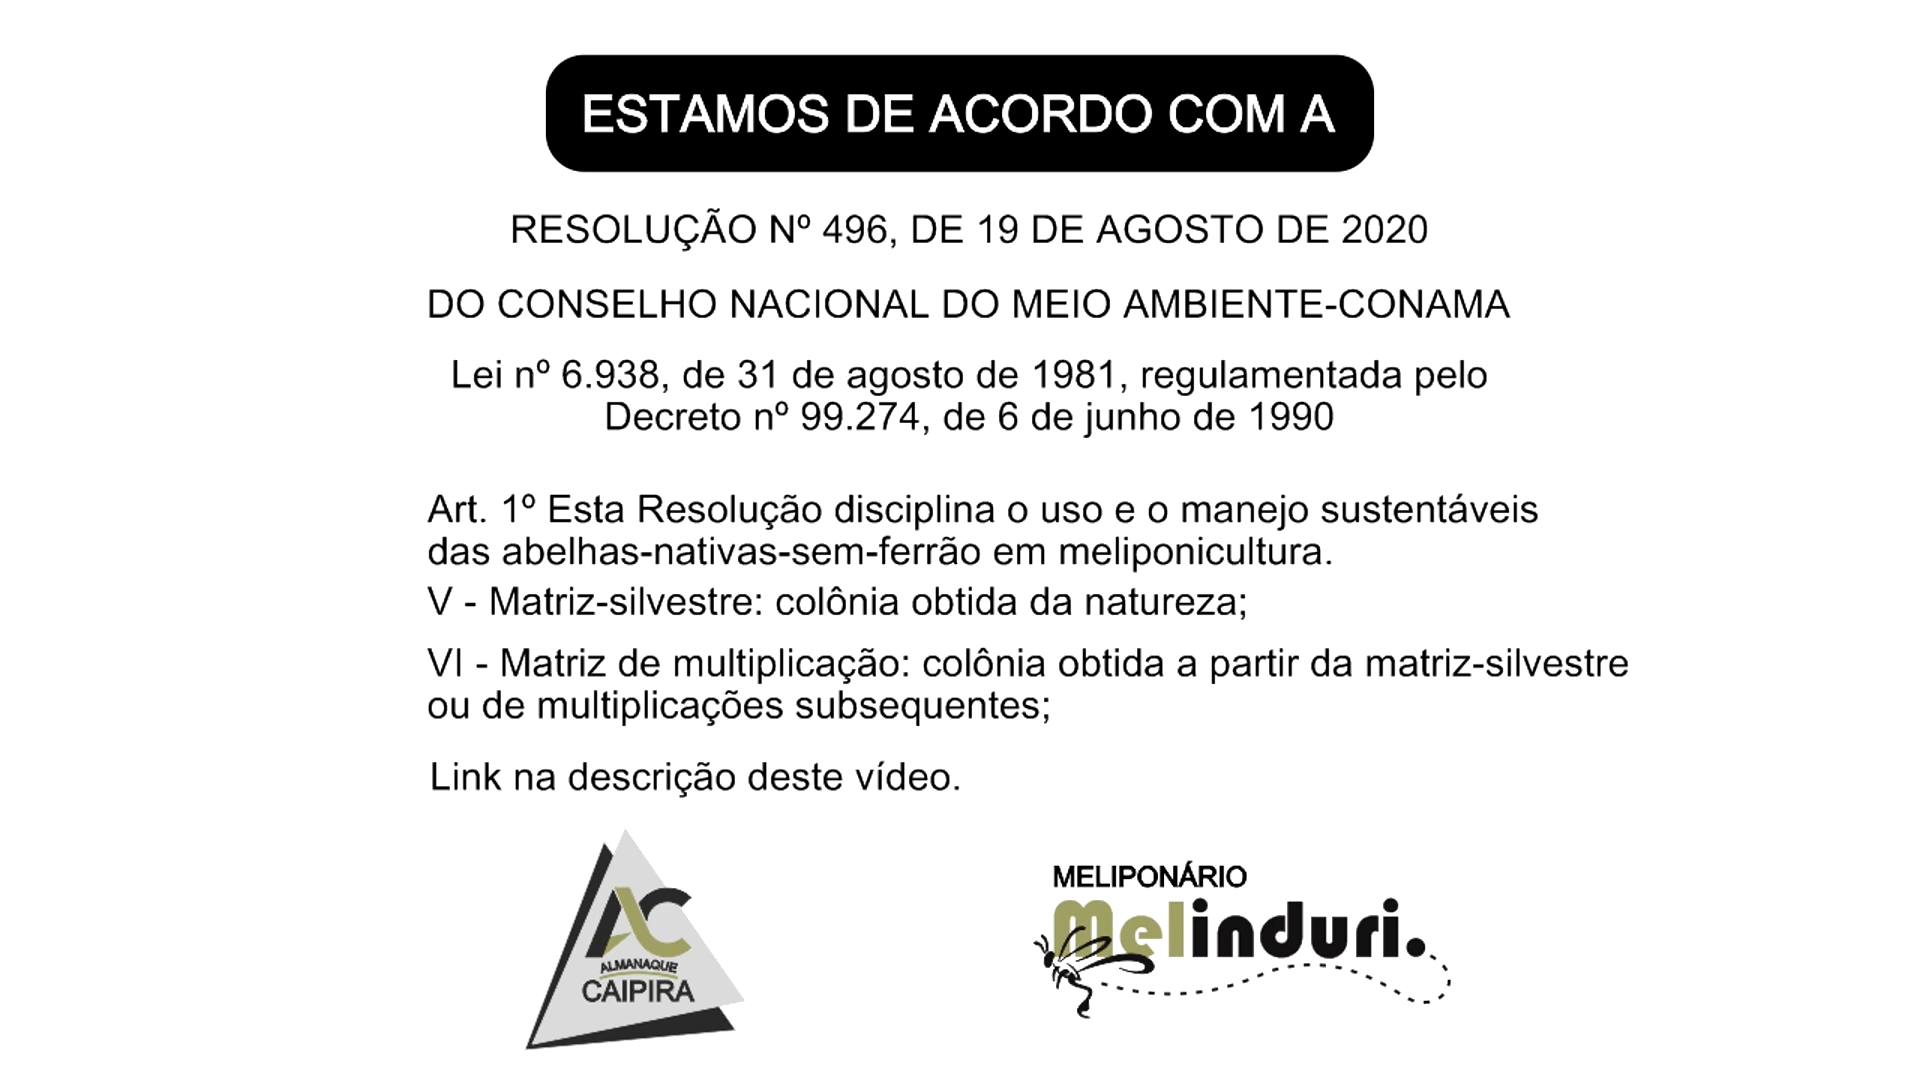 ESTAMOS DE ACORDO COM A
RESOLUÇÃO Nº 496, DE 19 DE AGOSTO DE 2020
DO CONSELHO NACIONAL DO MEIO AMBIENTE-CONAMA
Lei nº 6.938, de 31 de agosto de 1981, regulamentada pelo
Decreto nº 99.274, de 6 de junho de 1990
Art. 1º Esta Resolução disciplina o uso e o manejo sustentáveis
das abelhas-nativas-sem-ferrão em meliponicultura.
V - Matriz-silvestre: colônia obtida da natureza;
VI - Matriz de multiplicação: colônia obtida a partir da matriz-silvestre
ou de multiplicações subsequentes;
Link na descrição deste vídeo.
AC
ALMANAQUE
CAIPIRA
MELIPONÁRIO
Melinduri.